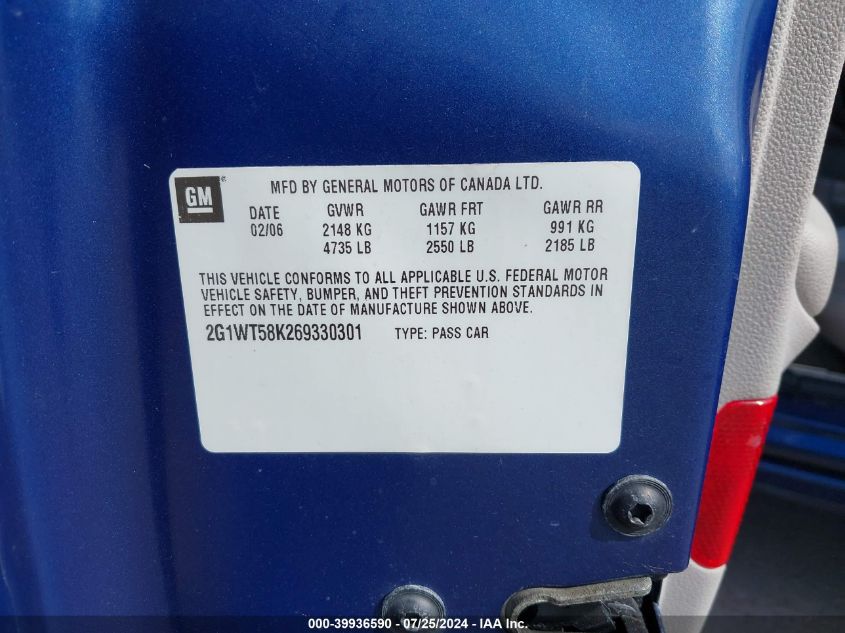 GM ®
MFD BY GENERAL MOTORS OF CANADA LTD.
DATE GVWR GAWR FRT GAWR RR
02/06 2148 KG 1157 KG 991 KG
4735 LB 2550 LB 2185 LB
THIS VEHICLE CONFORMS TO ALL APPLICABLE U.S. FEDERAL MOTOR
VEHICLE SAFETY, BUMPER, AND THEFT PREVENTION STANDARDS IN
EFFECT ON THE DATE OF MANUFACTURE SHOWN ABOVE.
2G1WT58K269330301 TYPE: PASS CAR
000-39936590 / 07/25/2024 - IAA, Inc.